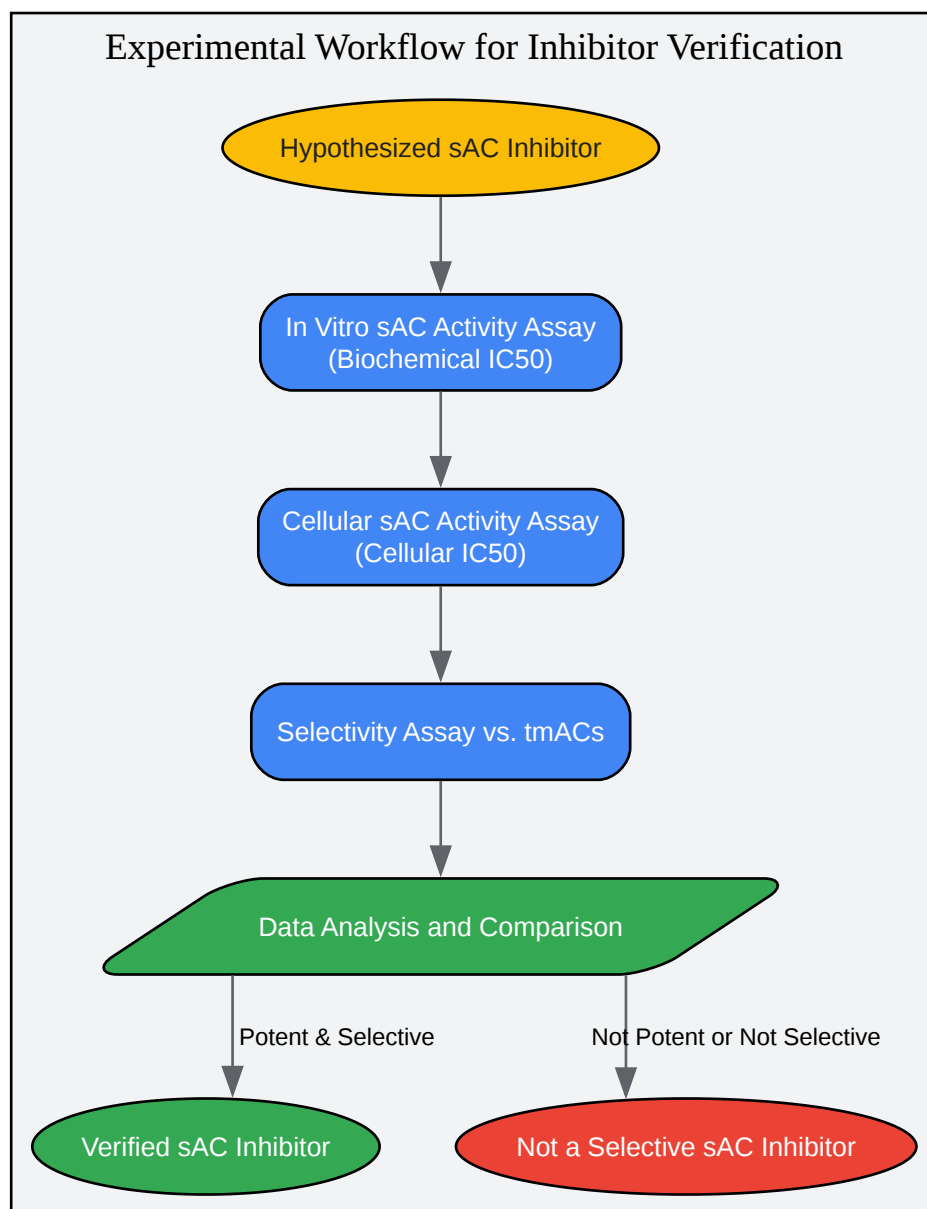 Experimental Workflow for Inhibitor Verification
Hypothesized sAC Inhibitor
In Vitro sAC Activity Assay
(Biochemical IC50)
Cellular sAC Activity Assay
(Cellular IC50)
Selectivity Assay vs. tmACs
Data Analysis and Comparison
Potent & Selective
Not Potent or Not Selective
Verified sAC Inhibitor
Not a Selective sAC Inhibitor